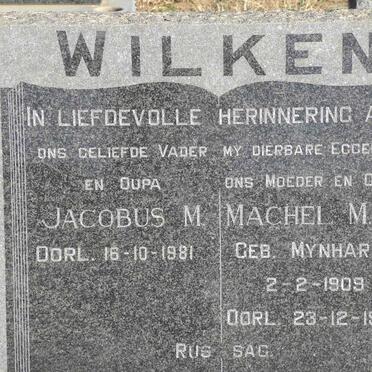 WILKEN
IN LIEFDEVOLLE HERINNERING A
ONS GELIEFDE VADER
EN OUPA
JACOBUS M.
OORL. 16-10-1981
MY DIERBARE EGGE
ONS MOEDER EN O
MACHEL M.
GEB. MYNHAR
2-2-1909
OORL. 23-12-19
RUS SAG.